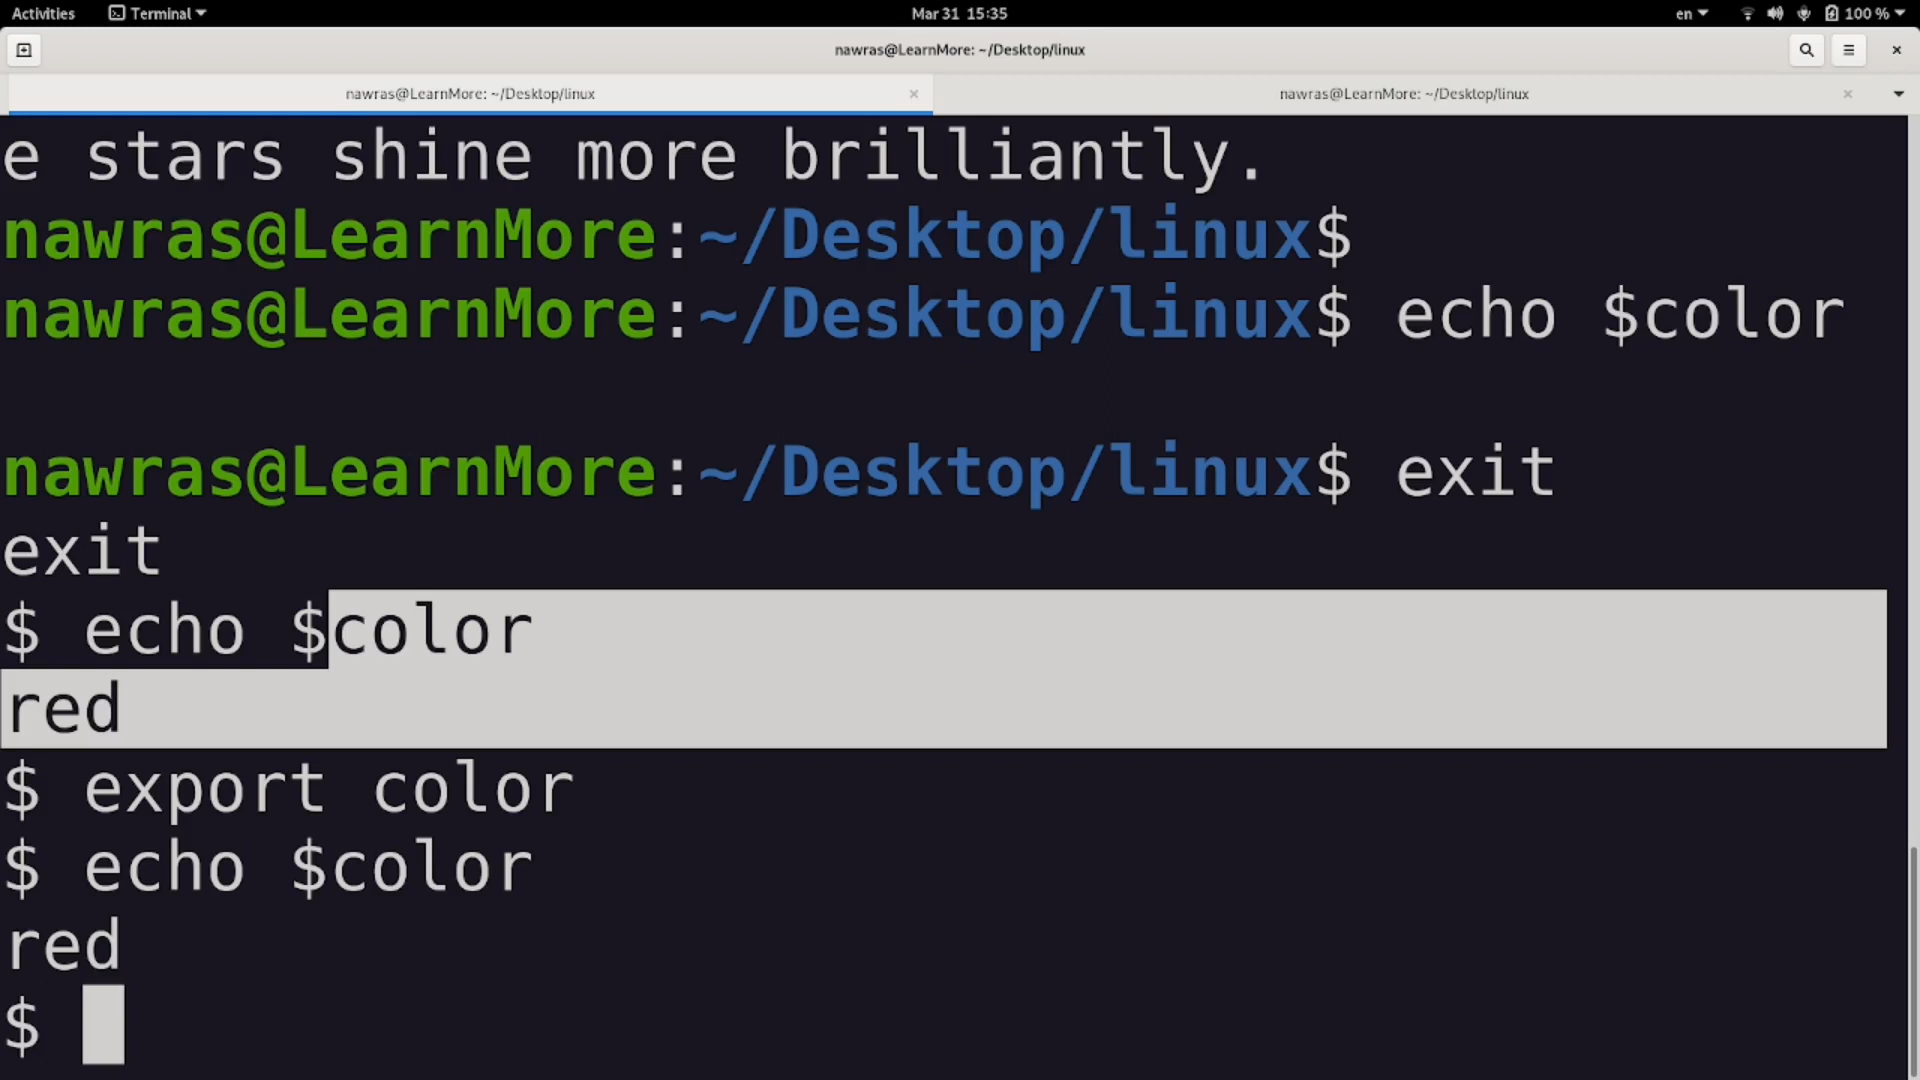 Activities Terminal Mar 31 15:35 en 100 %
nawras@LearnMore: ~/Desktop/linux
nawras@LearnMore: ~/Desktop/linux nawras@LearnMore: ~/Desktop/linux
e stars shine more brilliantly.
nawras@LearnMore:~/Desktop/linux$
nawras@LearnMore:~/Desktop/linux$ echo $color
nawras@LearnMore:~/Desktop/linux$ exit
exit
$ echo $color
red
$ export color
$ echo $color
red
$